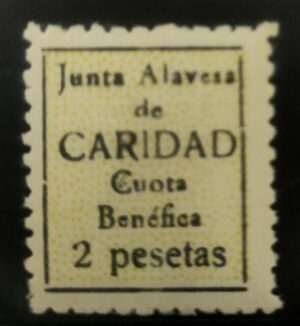 Junta Alavesa
de
CARIDAD
Cuota
Benéfica
2 pesetas